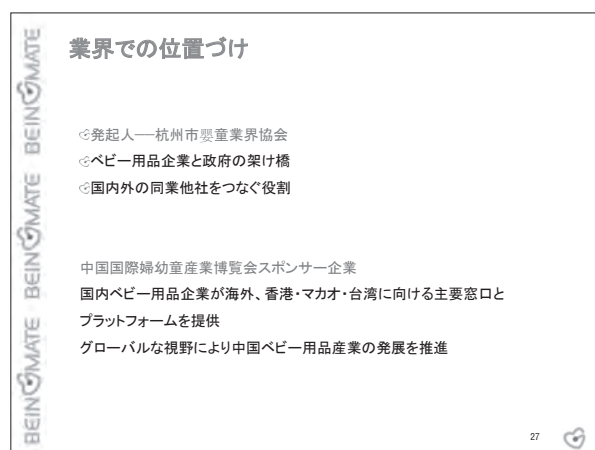 業界での位置づけ
発起人──杭州市婴童業界協会
ベビー用品企業と政府の架け橋
国内外の同業他社をつなぐ役割
中国国際婦幼童産業博覧会スポンサー企業
国内ベビー用品企業が海外、香港・マカオ・台湾に向ける主要窓口と
プラットフォームを提供
グローバルな視野により中国ベビー用品産業の発展を推進
27
BEINGMATE
BEINGMATE
BEINGMATE